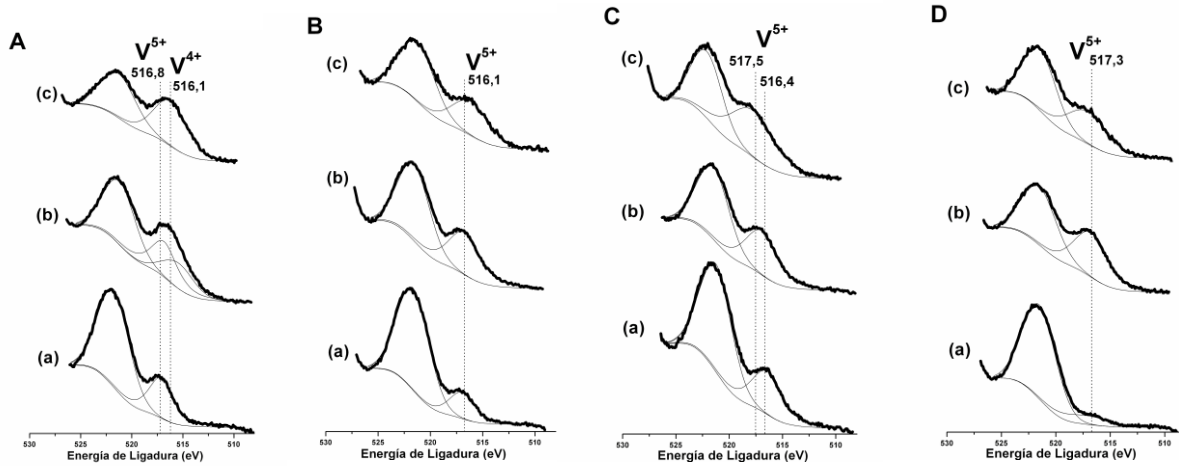 A
V5+
V4+
516,8
516,1
(c)
(b)
(a)
530 525 520 515 510
Energía de Ligadura (eV)
B
V5+
516,1
(c)
(b)
(a)
530 525 520 515 510
Energía de Ligadura (eV)
C
V5+
517,5
516,4
(c)
(b)
(a)
530 525 520 515 510
Energía de Ligadura (eV)
D
V5+
517,3
(c)
(b)
(a)
530 525 520 515 510
Energía de Ligadura (eV)